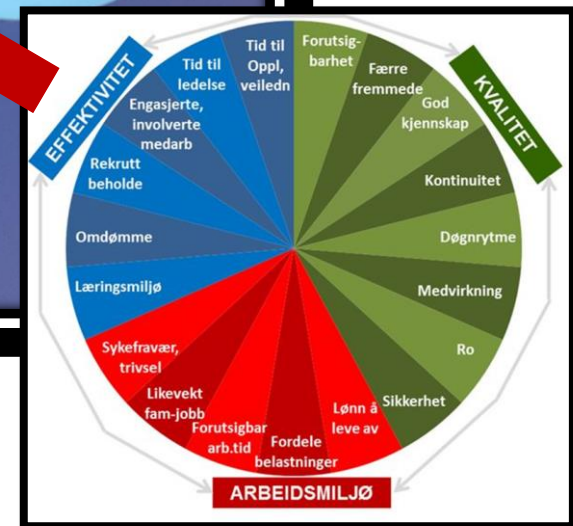 EFFEKTIVITET
KVALITET
Forutsig-
barhet
Færre
fremmede
God
kjennskap
Kontinuitet
Døgnrytme
Medvirkning
Ro
Sikkerhet
Lønn å
leve av
Fordele
belastninger
Forutsigbar
arb.tid
Likevekt
fam-jobb
Sykefravær,
trivsel
Læringsmiljø
Omdømme
Rekrutt
beholde
Engasjerte,
involverte
medarb
Tid til
ledelse
Tid til
Oppl,
veiledn
ARBEIDSMILJØ